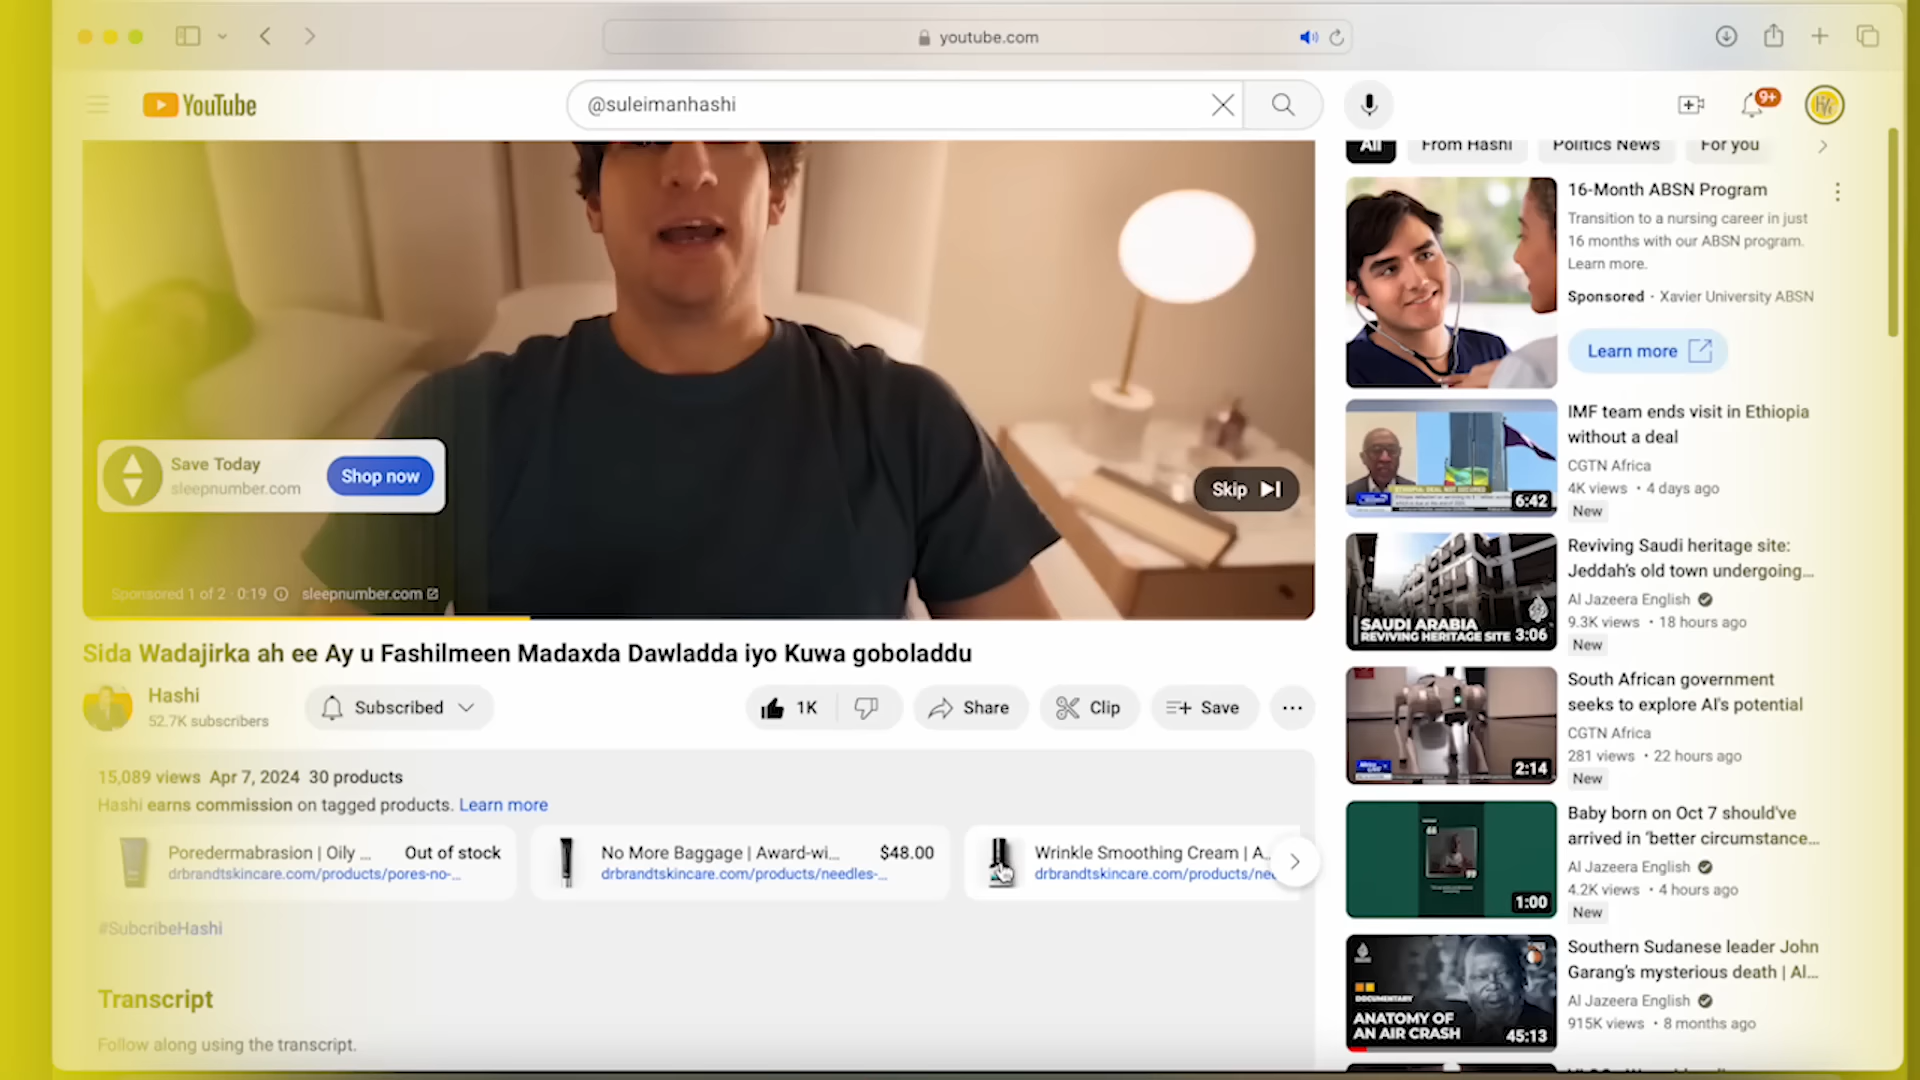 youtube.com
YouTube
@suleimanhashi
9+
All
From Hashi
Politics News
For you
Save Today
sleepnumber.com
Shop now
Skip
Sponsored 1 of 2 · 0:19
sleepnumber.com
Sida Wadajirka ah ee Ay u Fashilmeen Madaxda Dawladda iyo Kuwa goboladdu
Hashi
52.7K subscribers
Subscribed
1K
Share
Clip
Save
15,089 views Apr 7, 2024 30 products
Hashi earns commission on tagged products. Learn more
Poredermabrasion | Oily ...
Out of stock
drbrandtskincare.com/products/pores-no-...
No More Baggage | Award-wi...
$48.00
drbrandtskincare.com/products/needles-...
Wrinkle Smoothing Cream | A...
drbrandtskincare.com/products/nee
#SubcribeHashi
Transcript
Follow along using the transcript.
16-Month ABSN Program
Transition to a nursing career in just
16 months with our ABSN program.
Learn more.
Sponsored · Xavier University ABSN
Learn more
6:42
IMF team ends visit in Ethiopia
without a deal
CGTN Africa
4K views • 4 days ago
New
SAUDI ARABIA
REVIVING HERITAGE SITE
3:06
Reviving Saudi heritage site:
Jeddah's old town undergoing...
Al Jazeera English
9.3K views • 18 hours ago
New
2:14
South African government
seeks to explore AI's potential
CGTN Africa
281 views • 22 hours ago
New
1:00
Baby born on Oct 7 should've
arrived in 'better circumstance...
Al Jazeera English
4.2K views • 4 hours ago
New
DOCUMENTARY
ANATOMY OF
AN AIR CRASH
45:13
Southern Sudanese leader John
Garang's mysterious death | Al...
Al Jazeera English
915K views • 8 months ago